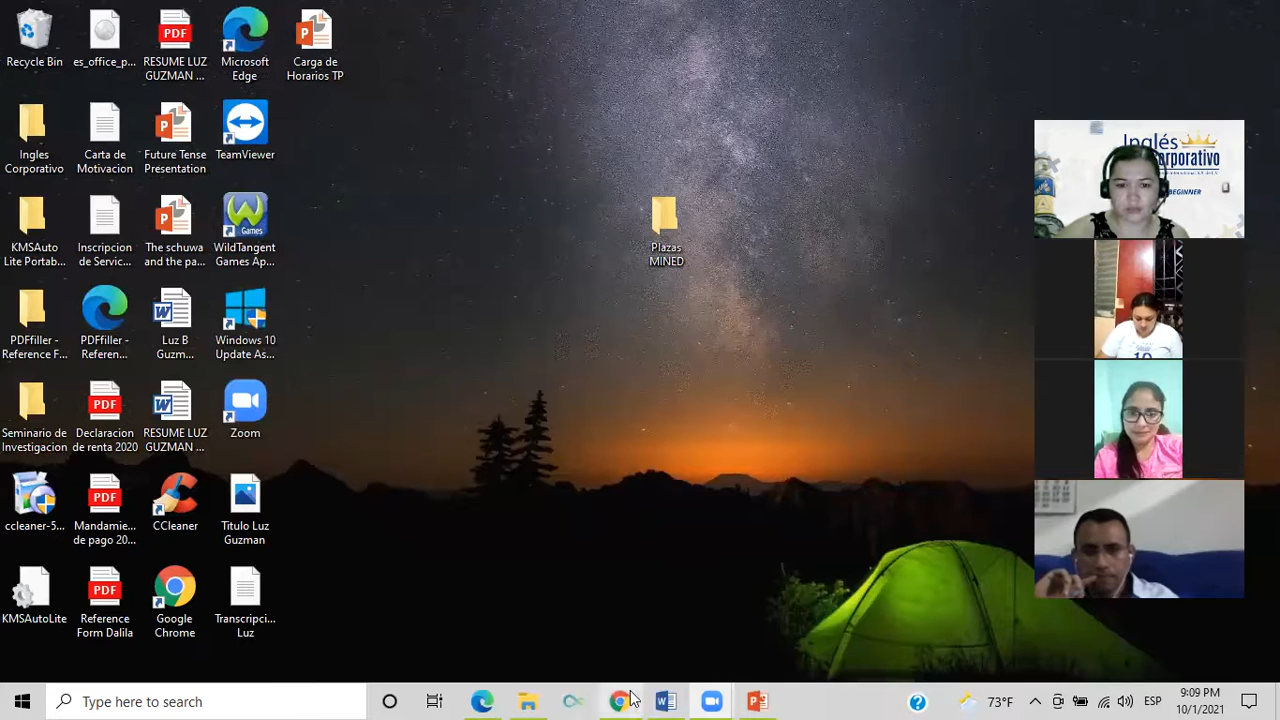 Recycle Bin
es_office_p...
RESUME LUZ
GUZMAN ...
Microsoft
Edge
Carga de
Horarios TP
Ingles
Corporativo
Carta de
Motivacion
Future Tense
Presentation
TeamViewer
KMSAuto
Lite Portab...
Inscripcion
de Servic...
The schuwa
and the pa...
WildTangent
Games Ap...
PDFfiller -
Reference F...
PDFfiller -
Referen...
Luz B
Guzm...
Windows 10
Update As...
Seminario de
Investigacion
Declaracion
de renta 2020
RESUME LUZ
GUZMAN ...
Zoom
ccleaner-5...
Mandamie...
de pago 20...
CCleaner
Titulo Luz
Guzman
KMSAutoLite
Reference
Form Dalila
Google
Chrome
Transcripci...
Luz
Plazas
MINED
PDF
PDF
PDF
PDF
Games
Inglés
Corporativo
BEGINNER
10
Type here to search
73°F
ESP
9:09 PM
10/1/2021